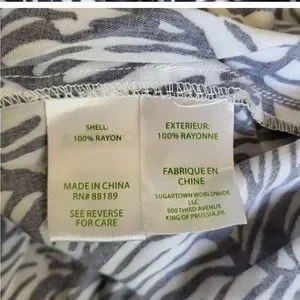 SHELL:
100% RAYON
MADE IN CHINA
RN# 88189
SEE REVERSE
FOR CARE
EXTERIEUR:
100% RAYONNE
FABRIQUE EN
CHINE
SUGARTOWN WORLDWIDE
LLC
800 THIRD AVENUE
KING OF PRUSSIA,PA